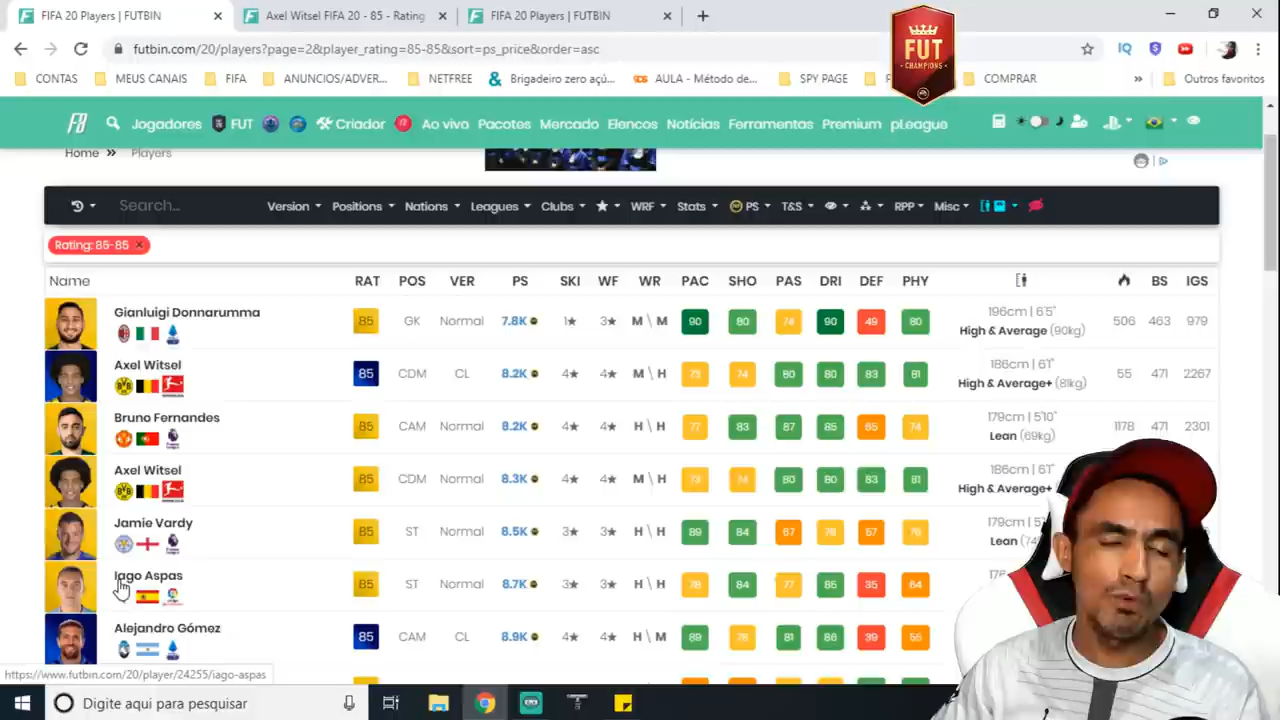 FIFA 20 Players | FUTBIN
Axel Witsel FIFA 20 - 85 - Rating
FIFA 20 Players | FUTBIN
futbin.com/20/players?page=2&player_rating=85-85&sort=ps_price&order=asc
CONTAS
MEUS CANAIS
FIFA
ANUNCIOS/ADVER...
NETFREE
Brigadeiro zero açú...
AULA - Método de...
SPY PAGE
COMPRAR
Outros favoritos
FUT
CHAMPIONS
Jogadores
FUT
Criador
Ao vivo
Pacotes
Mercado
Elencos
Notícias
Ferramentas
Premium
pLeague
Home » Players
Search...
Version
Positions
Nations
Leagues
Clubs
WRF
Stats
PS
T&S
RPP
Misc
Rating: 85-85 ×
Name RAT POS VER PS SKI WF WR PAC SHO PAS DRI DEF PHY BS IGS
Gianluigi Donnarumma
85 GK Normal 7.8K 1★ 3★ M \ M 90 80 74 90 49 80
196cm | 6'5"
High & Average (90kg)
506 463 979
Axel Witsel
85 CDM CL 8.2K 4★ 4★ M \ H 73 74 80 80 83 81
186cm | 6'1"
High & Average+ (81kg)
55 471 2267
Bruno Fernandes
85 CAM Normal 8.2K 4★ 4★ H \ H 77 83 87 85 65 74
179cm | 5'10"
Lean (69kg)
1178 471 2301
Axel Witsel
85 CDM Normal 8.3K 4★ 4★ M \ H 73 74 80 80 83 81
186cm | 6'1"
High & Average+
Jamie Vardy
85 ST Normal 8.5K 3★ 3★ H \ H 89 84 67 78 57 76
179cm
Lean
Iago Aspas
85 ST Normal 8.7K 3★ 3★ H \ H 78 84 77 85 35 64
Alejandro Gómez
85 CAM CL 8.9K 4★ 4★ H \ M 89 78 81 86 39 55
https://www.futbin.com/20/player/24255/iago-aspas
Digite aqui para pesquisar